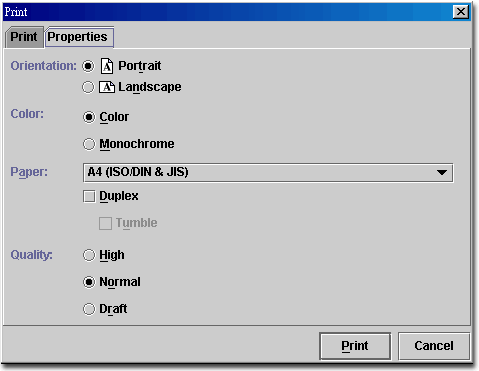 Print
Print Properties
Orientation: A Portrait
A Landscape
Color: Color
Monochrome
Paper: A4 (ISO/DIN & JIS)
Duplex
Tumble
Quality: High
Normal
Draft
Print Cancel